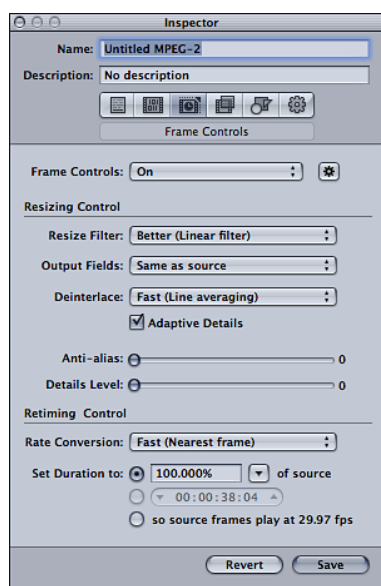 Inspector
Name: Untitled MPEG-2
Description: No description
Frame Controls
Frame Controls: On
Resizing Control
Resize Filter: Better (Linear filter)
Output Fields: Same as source
Deinterlace: Fast (Line averaging)
Adaptive Details
Anti-alias: 0
Details Level: 0
Retiming Control
Rate Conversion: Fast (Nearest frame)
Set Duration to: 100.000% of source
00:00:38:04
so source frames play at 29.97 fps
Revert Save